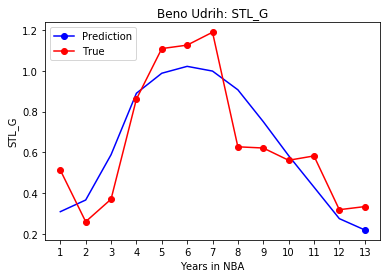 Beno Udrih: STL_G
Prediction
True
STL_G
1.2
1.0
0.8
0.6
0.4
0.2
1 2 3 4 5 6 7 8 9 10 11 12 13
Years in NBA